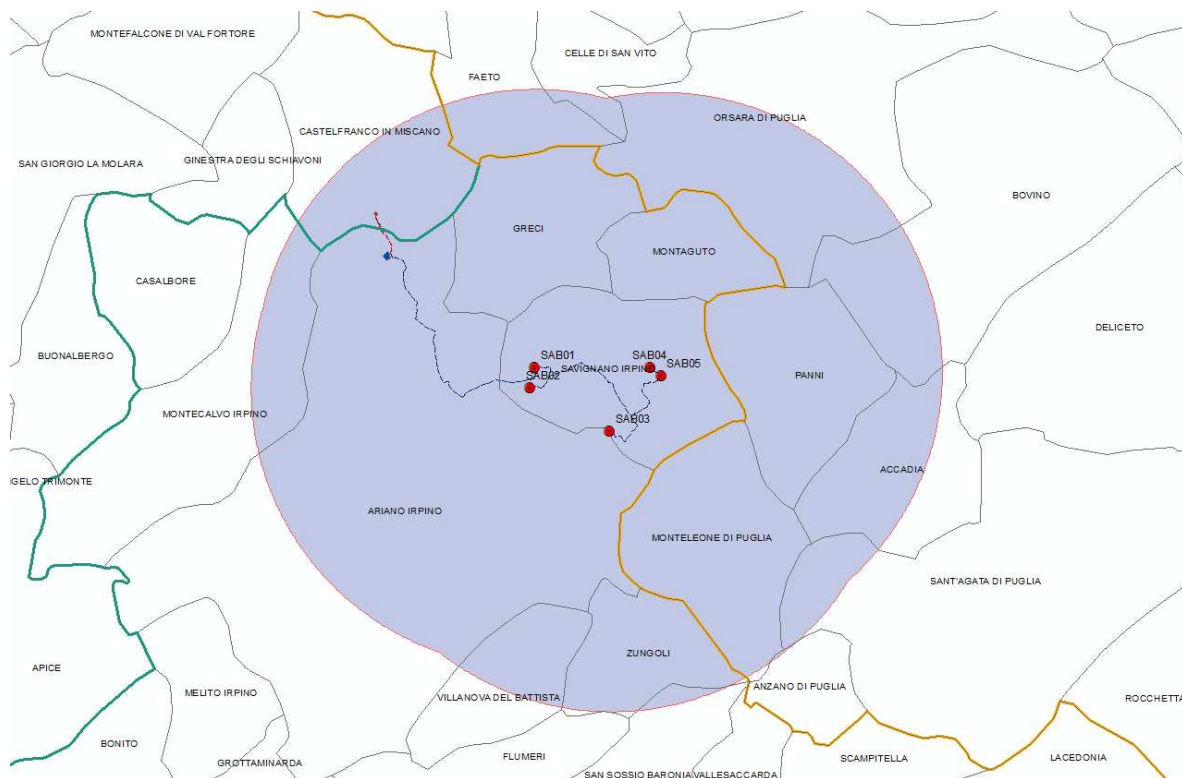 MONTEFALCONE DI VAL FORTORE
CELLE DI SAN VITO
FAETO
ORSARA DI PUGLIA
CASTELFRANCO IN MISCANO
SAN GIORGIO LA MOLARA
GINESTRA DEGLI SCHIAVONI
BOVINO
GRECI
MONTAGUTO
CASALBORE
DELICETO
BUONALBERGO
SAB01
SAB04
SAVIGNANO IRPINO
SAB05
SAB02
PANNI
MONTECALVO IRPINO
SAB03
ACCADIA
NGELO TRIMONTE
ARIANO IRPINO
MONTELEONE DI PUGLIA
SANT'AGATA DI PUGLIA
ZUNGOLI
APICE
ANZANO DI PUGLIA
MELITO IRPINO
VILLANOVA DEL BATTISTA
ROCCHETTA
BONITO
FLUMERI
GROTTAMINARDA
SCAMPITELLA
LACEDONIA
SAN SOSSIO BARONIA
VALLESACCARDA